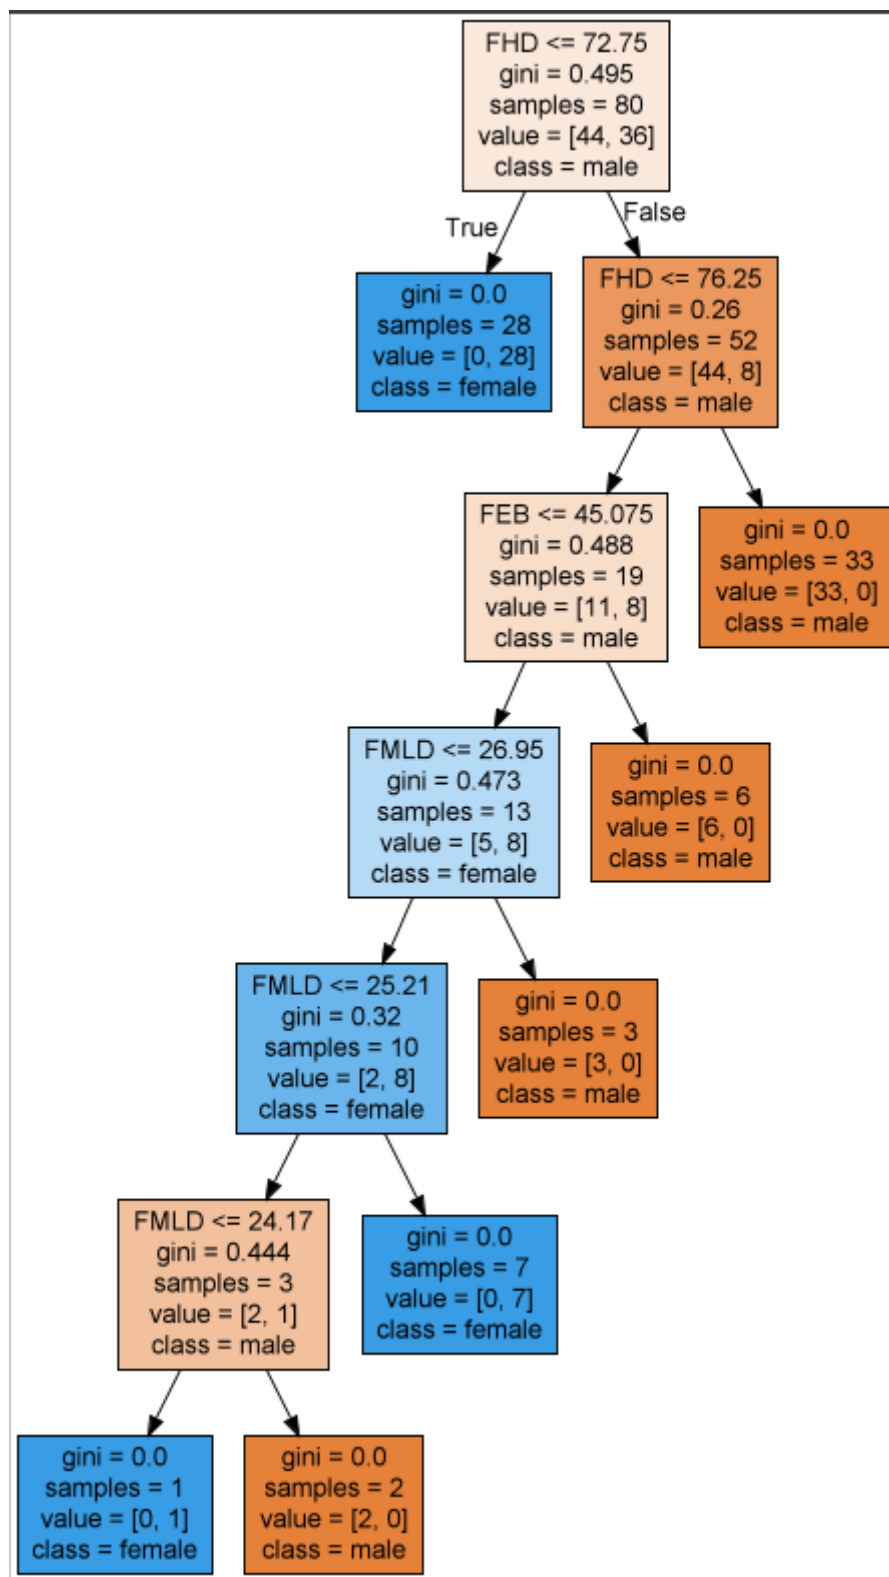 FHD <= 72.75
gini = 0.495
samples = 80
value = [44, 36]
class = male
True
False
gini = 0.0
samples = 28
value = [0, 28]
class = female
FHD <= 76.25
gini = 0.26
samples = 52
value = [44, 8]
class = male
FEB <= 45.075
gini = 0.488
samples = 19
value = [11, 8]
class = male
gini = 0.0
samples = 33
value = [33, 0]
class = male
FMLD <= 26.95
gini = 0.473
samples = 13
value = [5, 8]
class = female
gini = 0.0
samples = 6
value = [6, 0]
class = male
FMLD <= 25.21
gini = 0.32
samples = 10
value = [2, 8]
class = female
gini = 0.0
samples = 3
value = [3, 0]
class = male
FMLD <= 24.17
gini = 0.444
samples = 3
value = [2, 1]
class = male
gini = 0.0
samples = 7
value = [0, 7]
class = female
gini = 0.0
samples = 1
value = [0, 1]
class = female
gini = 0.0
samples = 2
value = [2, 0]
class = male